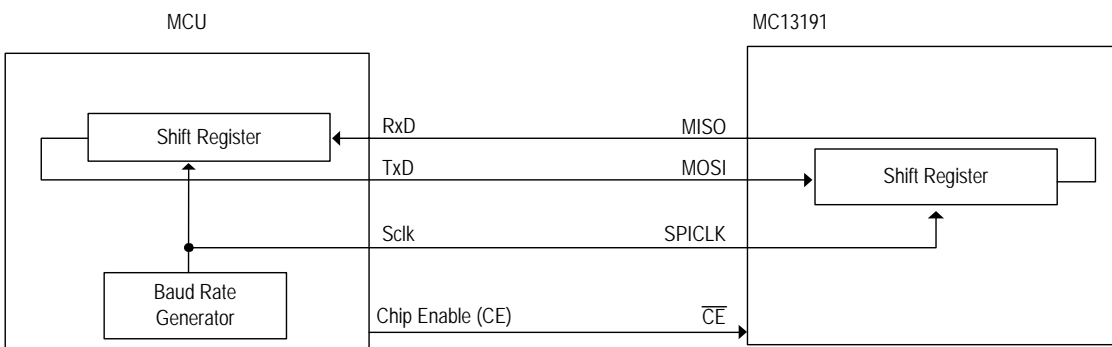 MCU
MC13191
Shift Register
RxD
MISO
TxD
MOSI
Shift Register
Sclk
SPICLK
Baud Rate
Generator
Chip Enable (CE)
CE